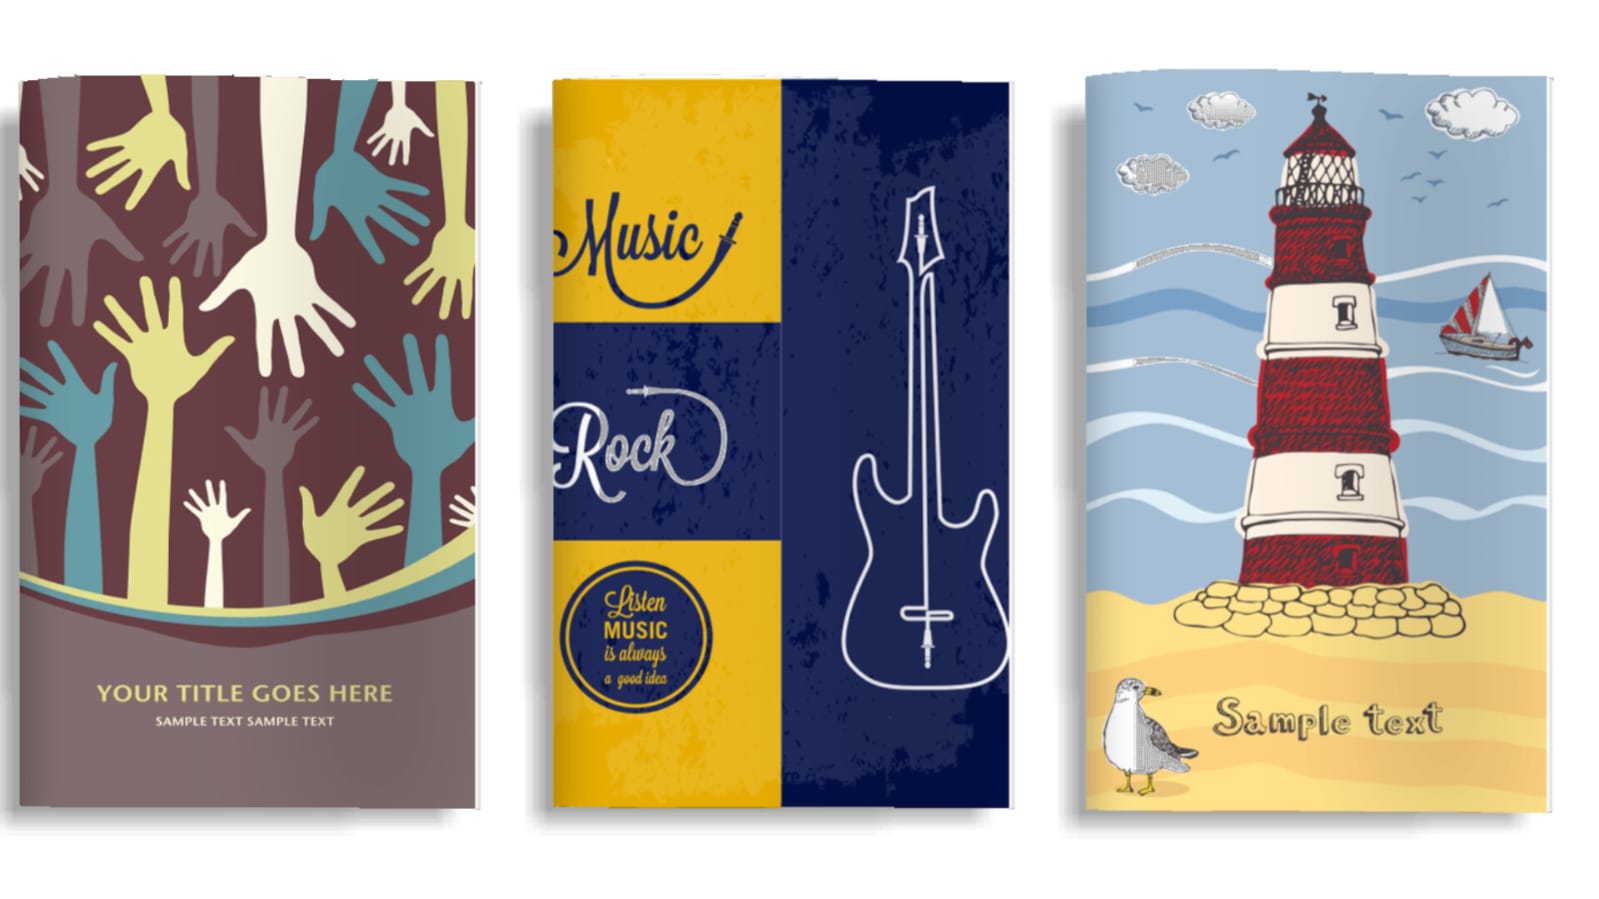 YOUR TITLE GOES HERE
SAMPLE TEXT SAMPLE TEXT
Music
Rock
Listen
MUSIC
is always
a good idea
Sample text